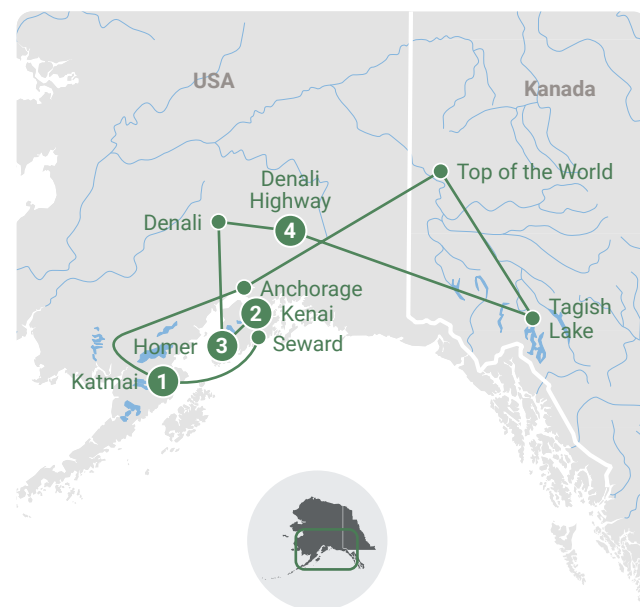 USA
Kanada
Top of the World
Denali
Highway
4
Denali
Anchorage
2
Kenai
Tagish
Lake
Homer
3
Seward
Katmai
1